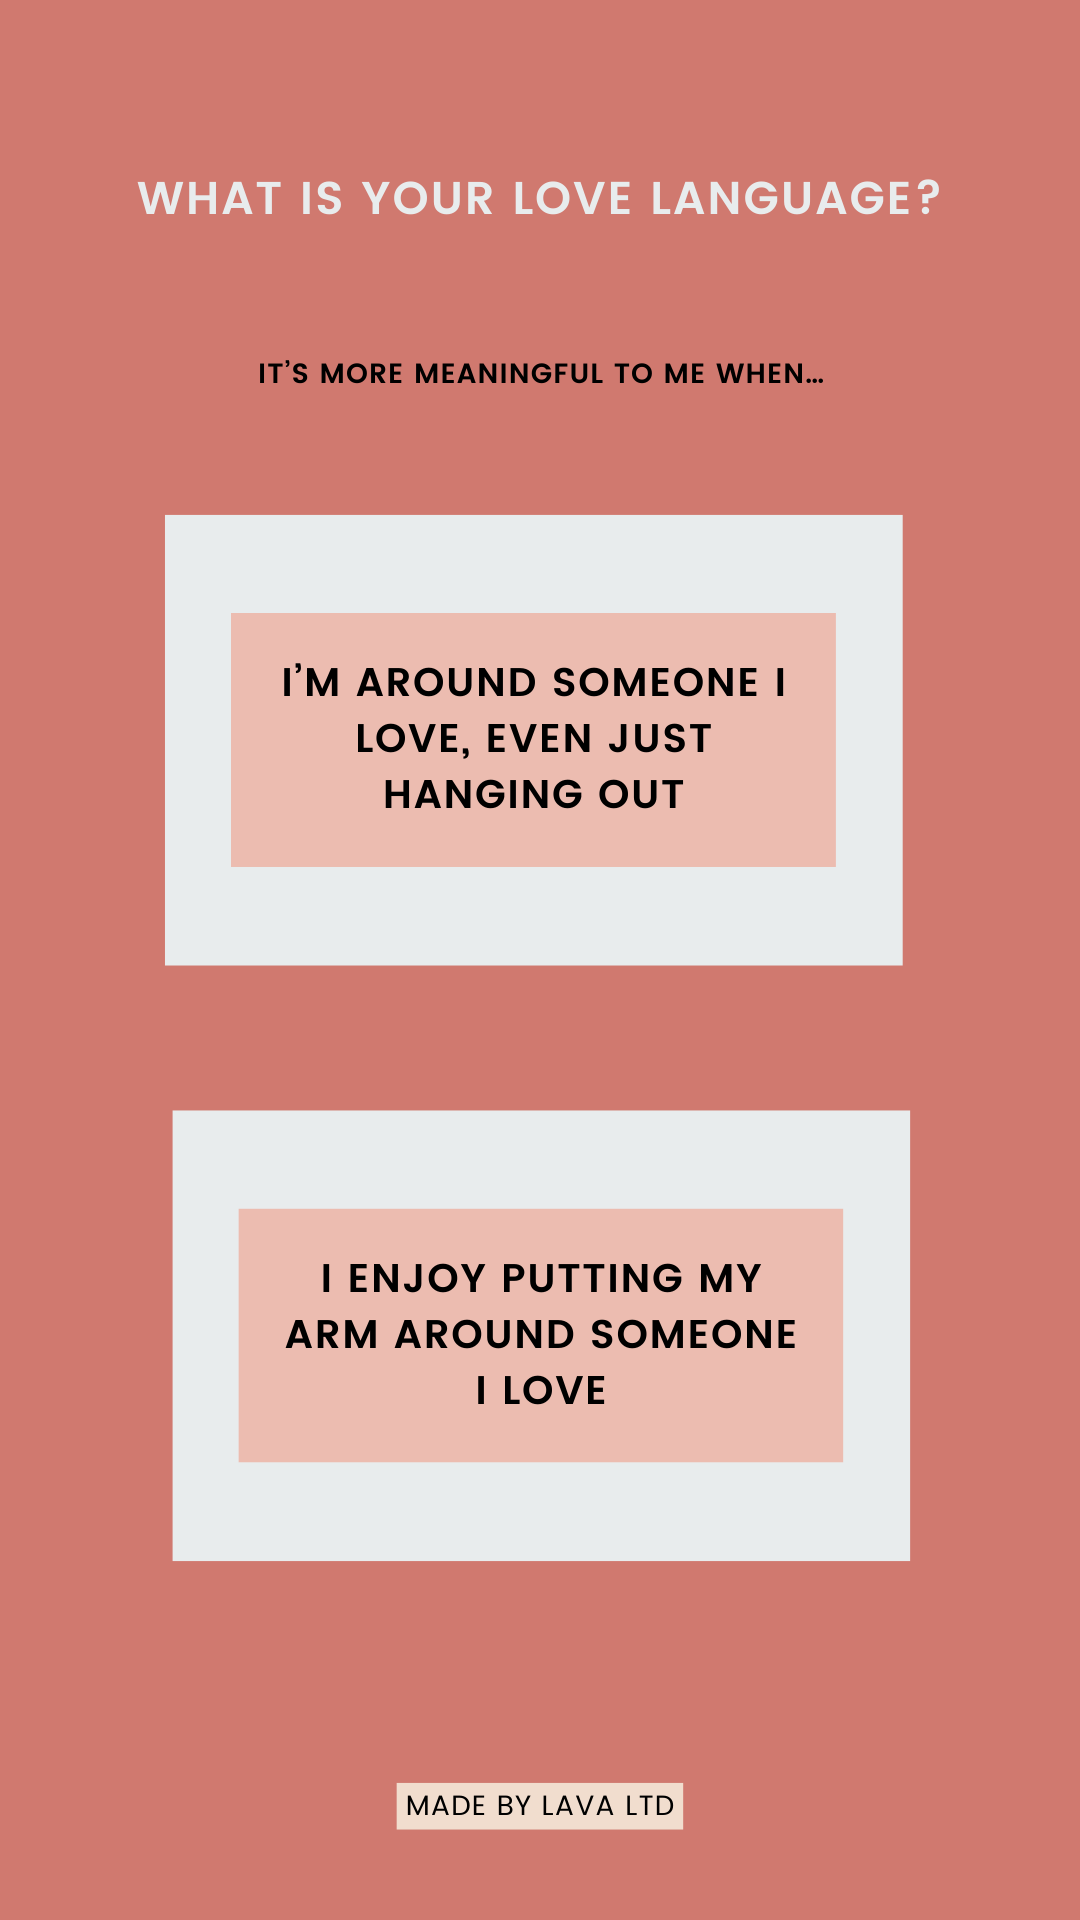 WHAT IS YOUR LOVE LANGUAGE?
IT’S MORE MEANINGFUL TO ME WHEN…
I’M AROUND SOMEONE I
LOVE, EVEN JUST
HANGING OUT
I ENJOY PUTTING MY
ARM AROUND SOMEONE
I LOVE
MADE BY LAVA LTD